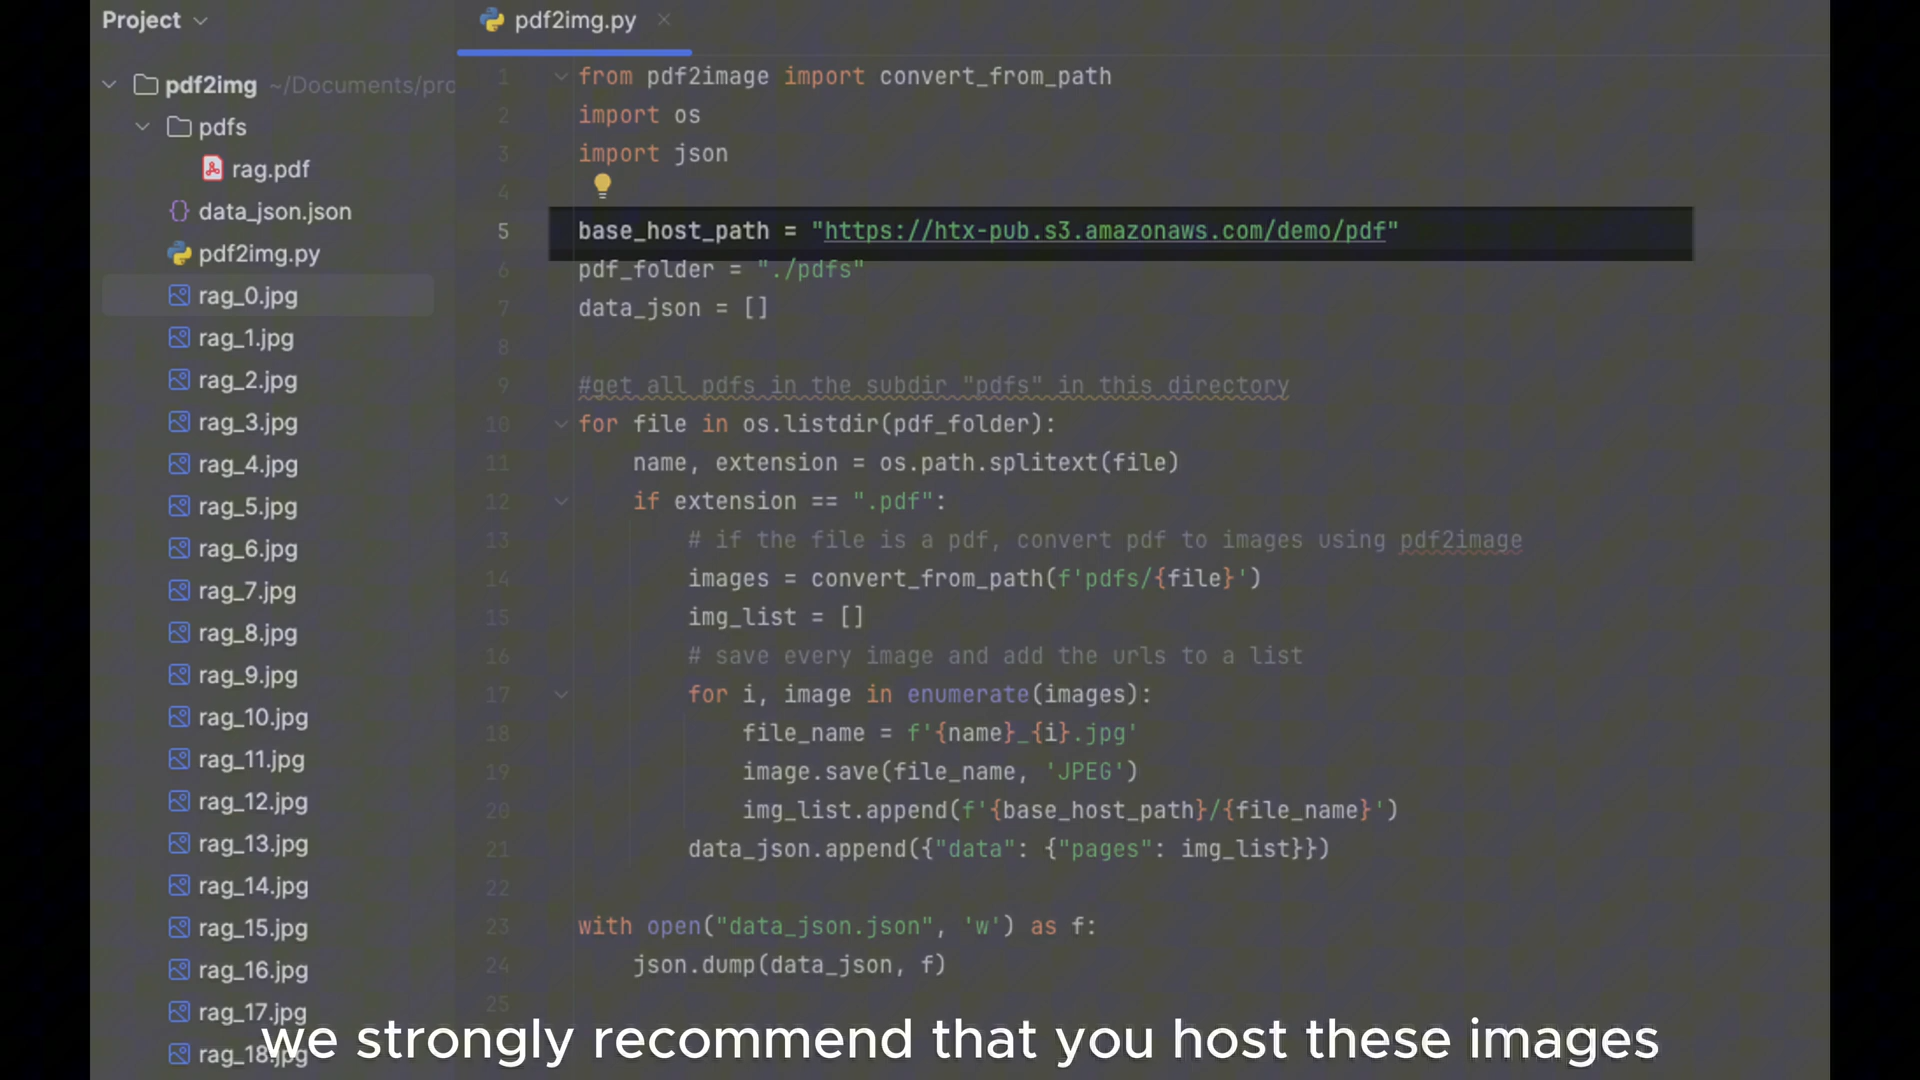 Project
pdf2img.py
pdf2img ~/Documents/pro
pdfs
rag.pdf
data_json.json
pdf2img.py
rag_0.jpg
rag_1.jpg
rag_2.jpg
rag_3.jpg
rag_4.jpg
rag_5.jpg
rag_6.jpg
rag_7.jpg
rag_8.jpg
rag_9.jpg
rag_10.jpg
rag_11.jpg
rag_12.jpg
rag_13.jpg
rag_14.jpg
rag_15.jpg
rag_16.jpg
rag_17.jpg
rag_18.jpg
1 from pdf2image import convert_from_path
2 import os
3 import json
4
5 base_host_path = "https://htx-pub.s3.amazonaws.com/demo/pdf"
6 pdf_folder = "./pdfs"
7 data_json = []
8
9 #get all pdfs in the subdir "pdfs" in this directory
10 for file in os.listdir(pdf_folder):
11 name, extension = os.path.splitext(file)
12 if extension == ".pdf":
13 # if the file is a pdf, convert pdf to images using pdf2image
14 images = convert_from_path(f'pdfs/{file}')
15 img_list = []
16 # save every image and add the urls to a list
17 for i, image in enumerate(images):
18 file_name = f'{name}_{i}.jpg'
19 image.save(file_name, 'JPEG')
20 img_list.append(f'{base_host_path}/{file_name}')
21 data_json.append({"data": {"pages": img_list}})
22
23 with open("data_json.json", 'w') as f:
24 json.dump(data_json, f)
25
we strongly recommend that you host these images